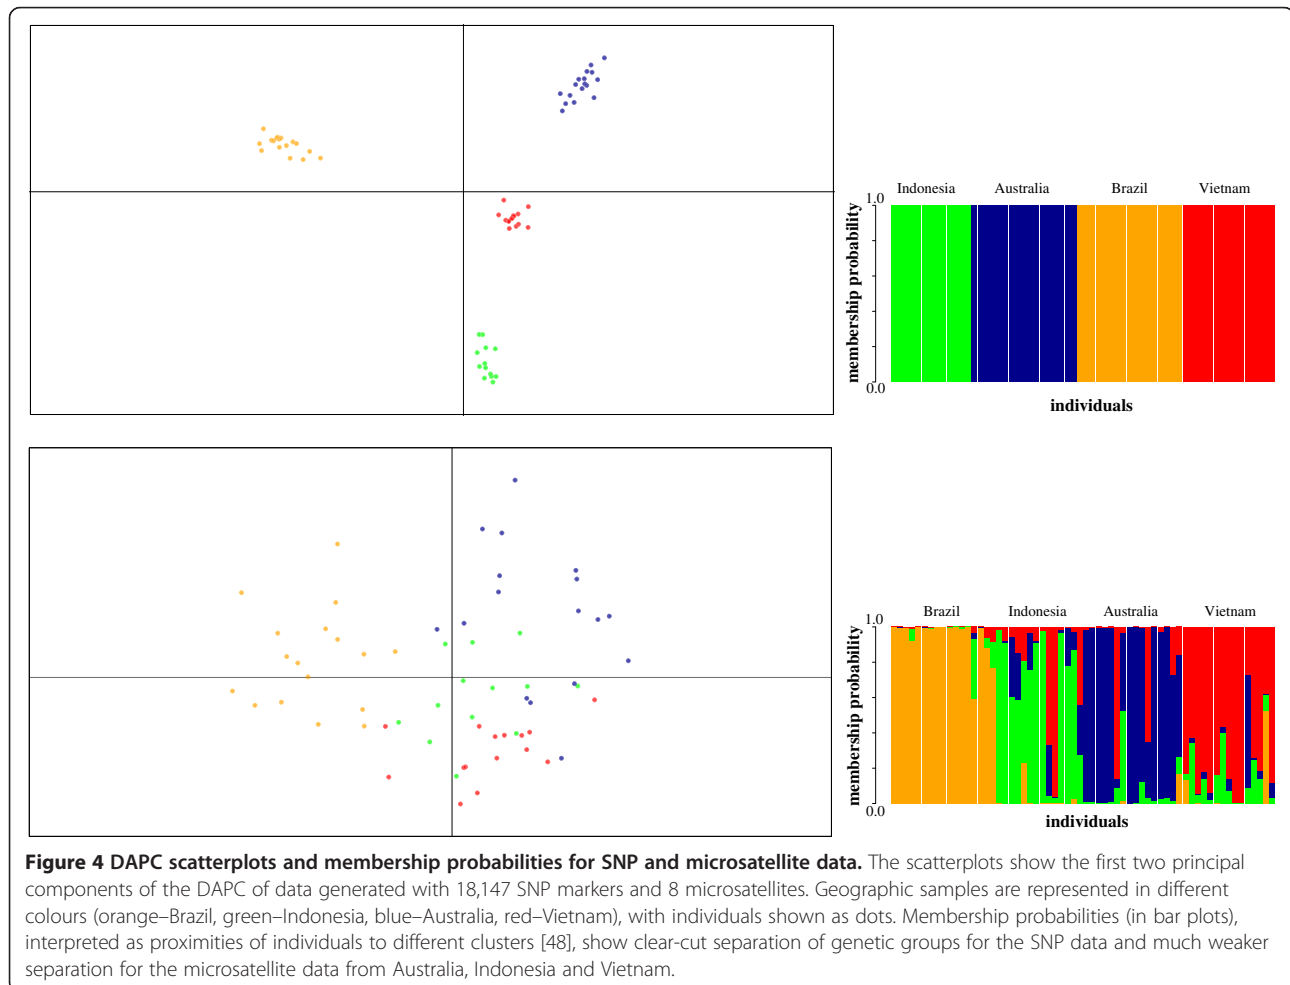 Indonesia Australia Brazil Vietnam
1.0
membership probability
0.0
individuals
Brazil Indonesia Australia Vietnam
1.0
membership probability
0.0
individuals
Figure 4 DAPC scatterplots and membership probabilities for SNP and microsatellite data. The scatterplots show the first two principal
components of the DAPC of data generated with 18,147 SNP markers and 8 microsatellites. Geographic samples are represented in different
colours (orange–Brazil, green–Indonesia, blue–Australia, red–Vietnam), with individuals shown as dots. Membership probabilities (in bar plots),
interpreted as proximities of individuals to different clusters [48], show clear-cut separation of genetic groups for the SNP data and much weaker
separation for the microsatellite data from Australia, Indonesia and Vietnam.